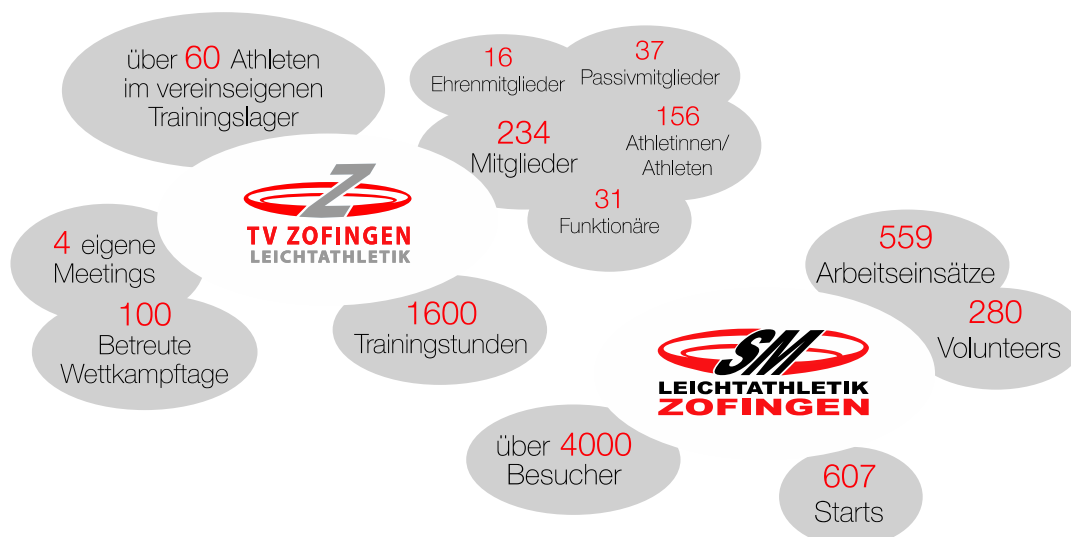 über 60 Athleten
im vereinseigenen
Trainingslager
16
Ehrenmitglieder
37
Passivmitglieder
234
Mitglieder
156
Athletinnen/
Athleten
31
Funktionäre
Z
TV ZOFINGEN
LEICHTATHLETIK
4 eigene
Meetings
100
Betreute
Wettkampftage
1600
Trainingstunden
559
Arbeitseinsätze
280
Volunteers
SM
LEICHTATHLETIK
ZOFINGEN
über 4000
Besucher
607
Starts